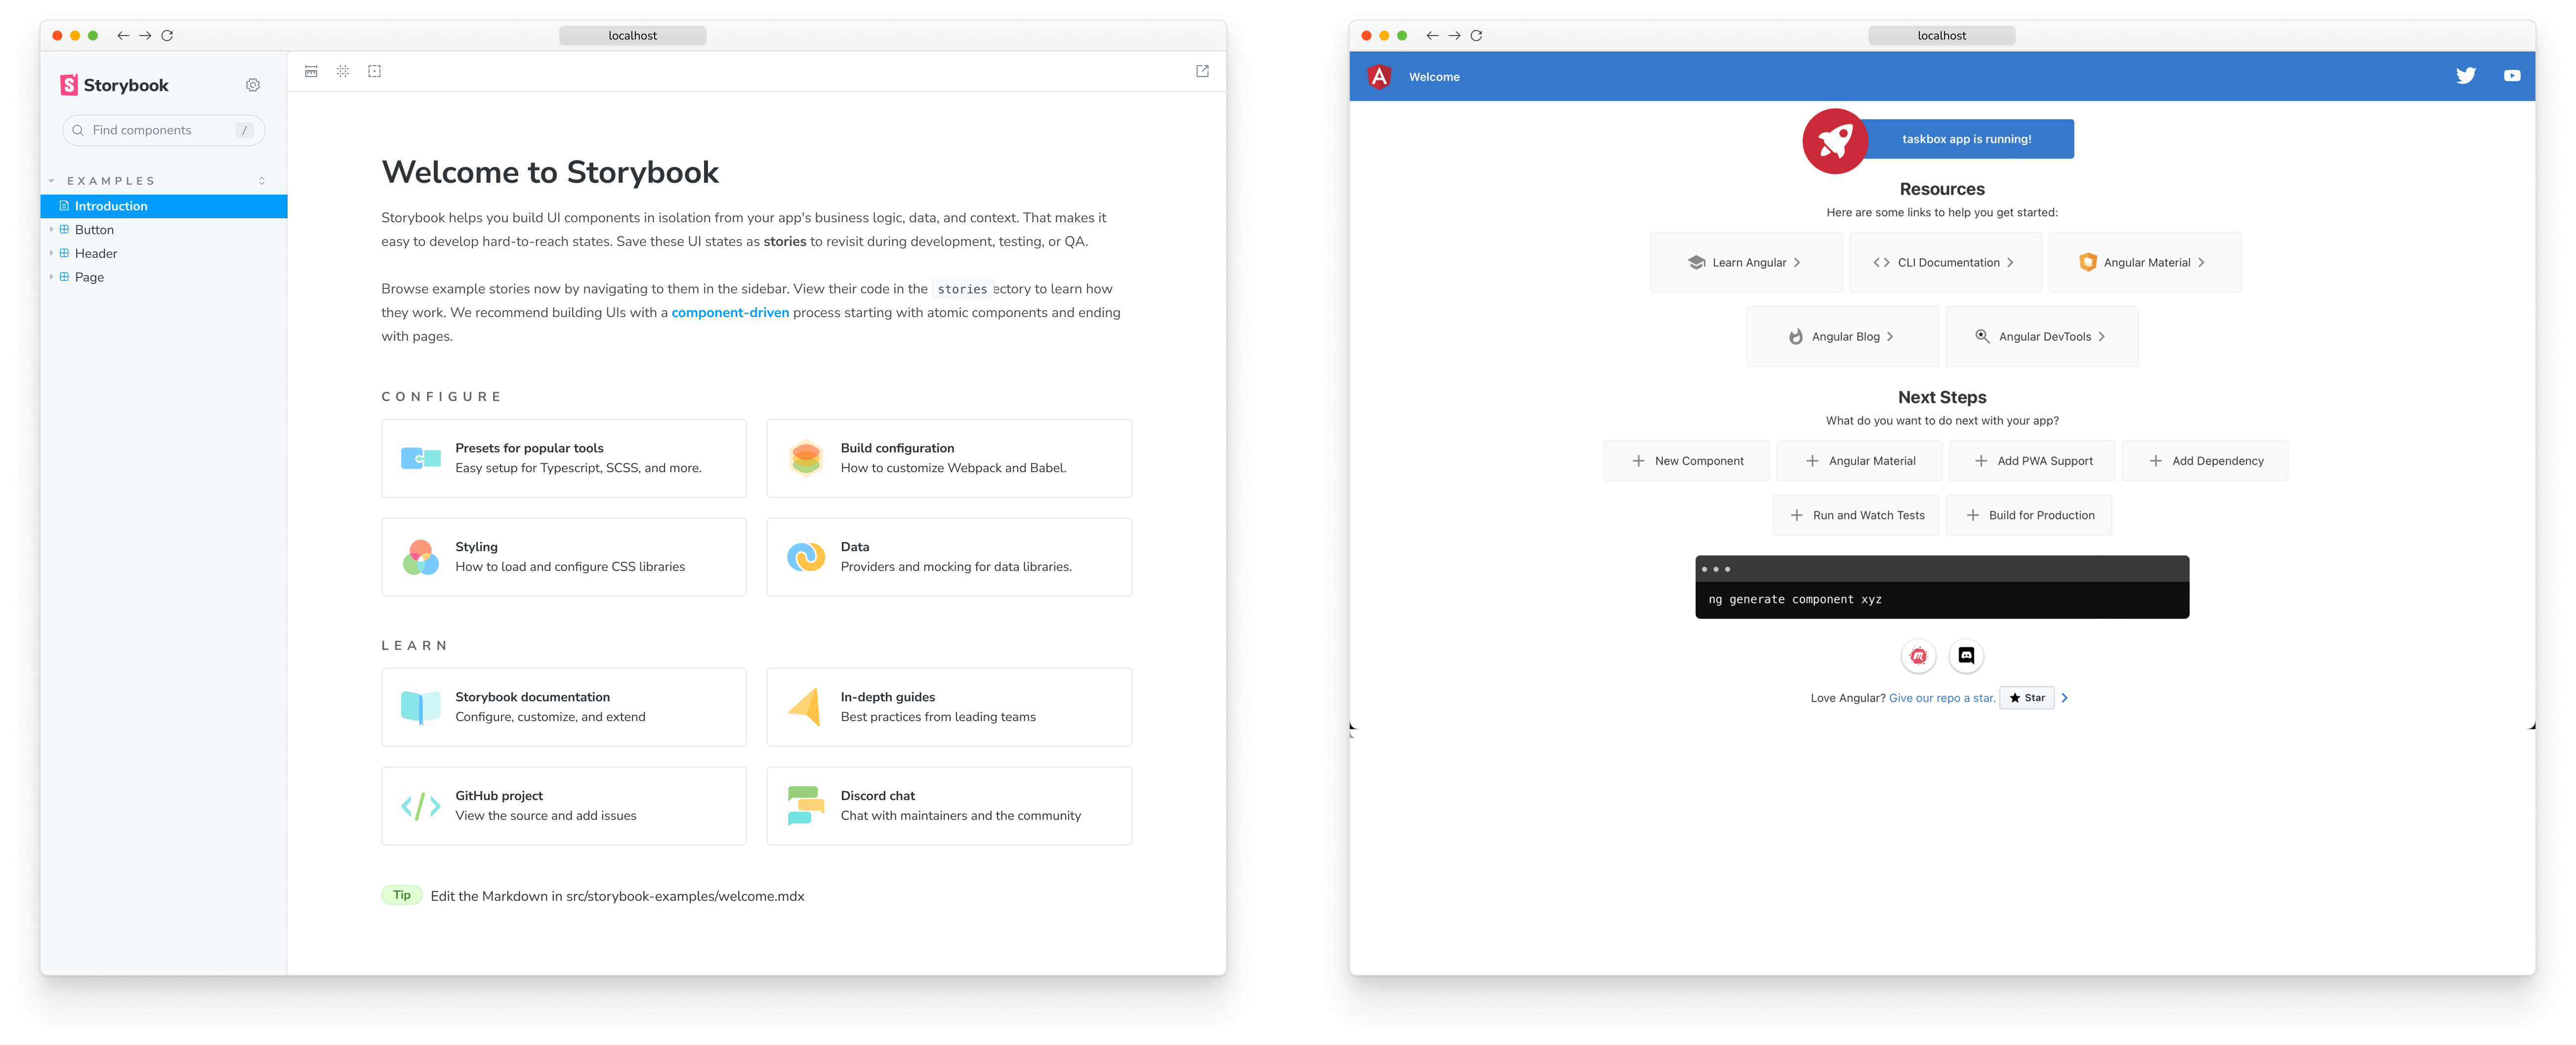 localhost
Storybook
Find components /
EXAMPLES
Introduction
Button
Header
Page
Welcome to Storybook
Storybook helps you build UI components in isolation from your app's business logic, data, and context. That makes it
easy to develop hard-to-reach states. Save these UI states as stories to revisit during development, testing, or QA.
Browse example stories now by navigating to them in the sidebar. View their code in the stories ectory to learn how
they work. We recommend building UIs with a component-driven process starting with atomic components and ending
with pages.
CONFIGURE
Presets for popular tools
Easy setup for Typescript, SCSS, and more.
Build configuration
How to customize Webpack and Babel.
Styling
How to load and configure CSS libraries
Data
Providers and mocking for data libraries.
LEARN
Storybook documentation
Configure, customize, and extend
In-depth guides
Best practices from leading teams
GitHub project
View the source and add issues
Discord chat
Chat with maintainers and the community
Tip Edit the Markdown in src/storybook-examples/welcome.mdx
localhost
Welcome
taskbox app is running!
Resources
Here are some links to help you get started:
Learn Angular
CLI Documentation
Angular Material
Angular Blog
Angular DevTools
Next Steps
What do you want to do next with your app?
New Component
Angular Material
Add PWA Support
Add Dependency
Run and Watch Tests
Build for Production
ng generate component xyz
Love Angular? Give our repo a star. Star